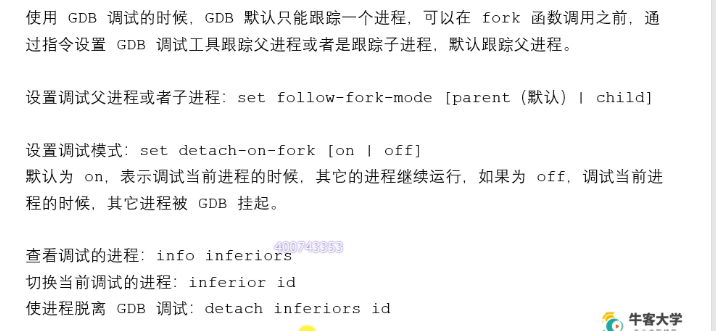 使用 GDB 调试的时候，GDB 默认只能跟踪一个进程，可以在 fork 函数调用之前，通
过指令设置 GDB 调试工具跟踪父进程或者是跟踪子进程，默认跟踪父进程。
设置调试父进程或者子进程：set follow-fork-mode [parent（默认）| child]
设置调试模式：set detach-on-fork [on | off]
默认为 on，表示调试当前进程的时候，其它的进程继续运行，如果为 off，调试当前进
程的时候，其它进程被 GDB 挂起。
查看调试的进程：info inferiors
400743353
切换当前调试的进程：inferior id
使进程脱离 GDB 调试：detach inferiors id
牛客大学